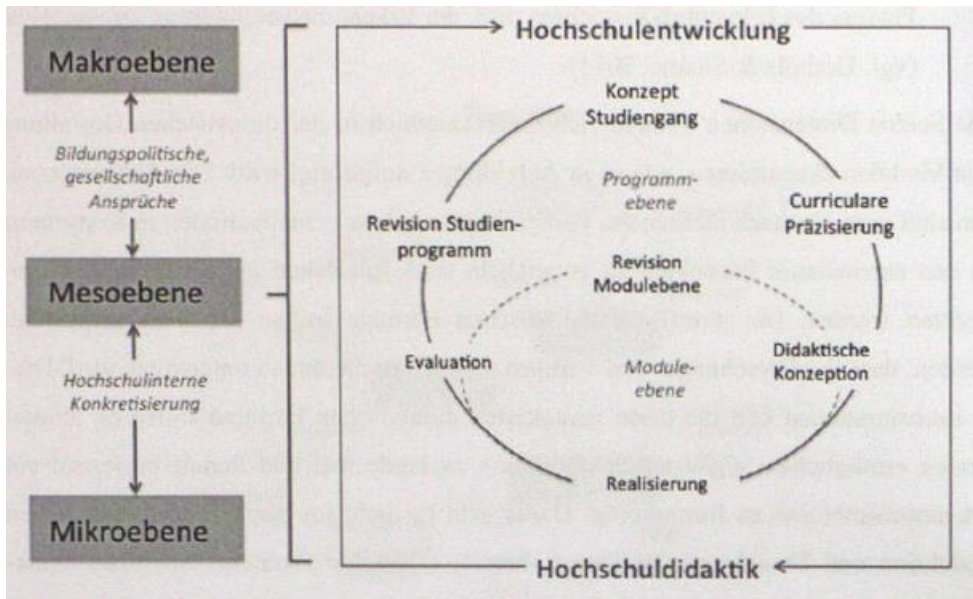 Makroebene
Bildungspolitische,
gesellschaftliche
Ansprüche
Mesoebene
Hochschulinterne
Konkretisierung
Mikroebene
Hochschulentwicklung
Konzept
Studiengang
Programm-
ebene
Curriculare
Präzisierung
Revision Studien-
programm
Revision
Modulebene
Evaluation
Module-
ebene
Didaktische
Konzeption
Realisierung
Hochschuldidaktik